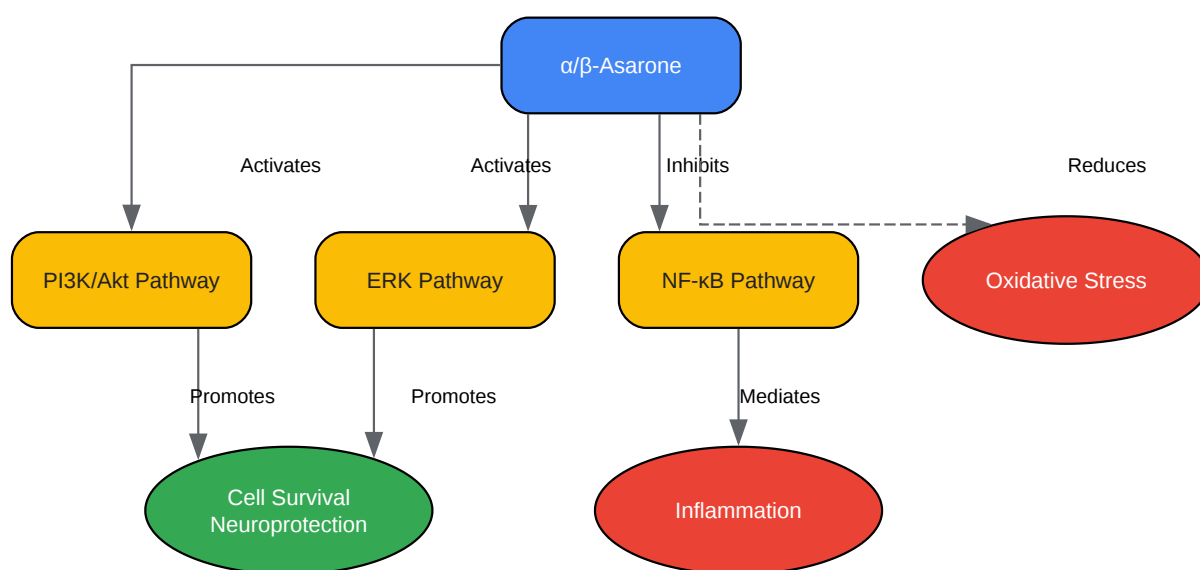 α/β-Asarone
Activates
Activates
Inhibits
Reduces
PI3K/Akt Pathway
ERK Pathway
NF-κB Pathway
Oxidative Stress
Promotes
Promotes
Mediates
Cell Survival
Neuroprotection
Inflammation